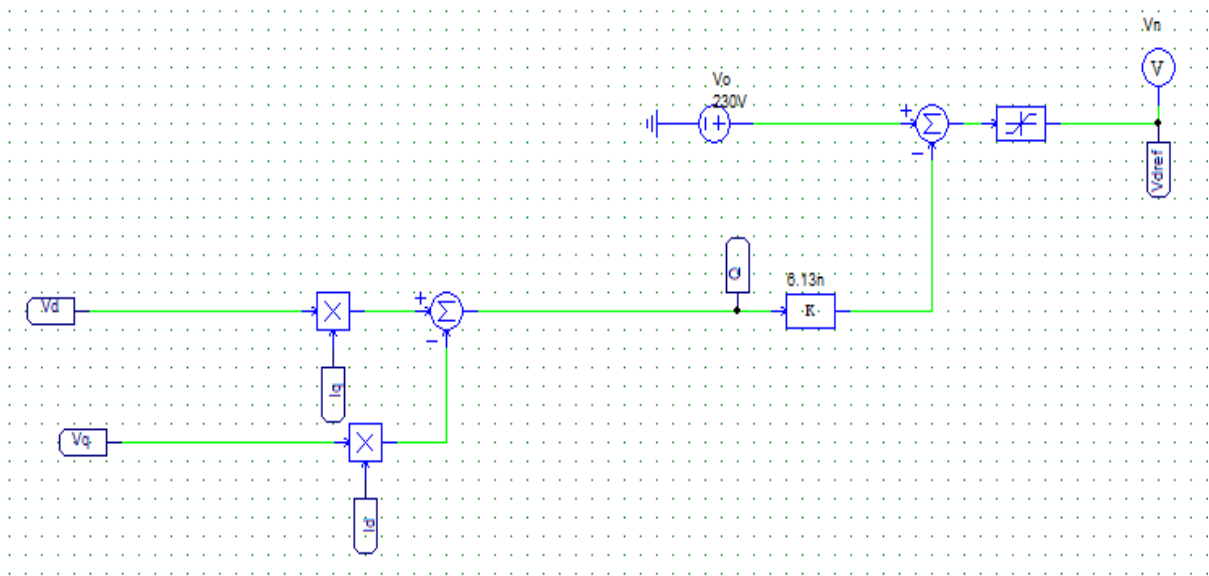 Vn
V
Vo
230V
+
Σ
−
Vdref
Q
6.13n
K
Vd
+
Σ
−
Iq
Vq
Id